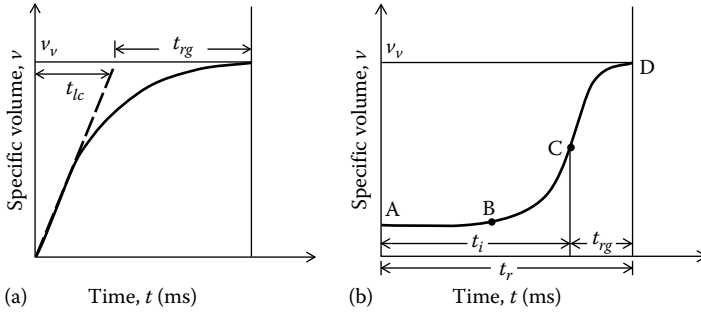 v_v
t_rg
t_lc
Specific volume, v
(a)
Time, t (ms)
v_v
D
C
A
B
t_i
t_rg
t_r
Specific volume, v
(b)
Time, t (ms)